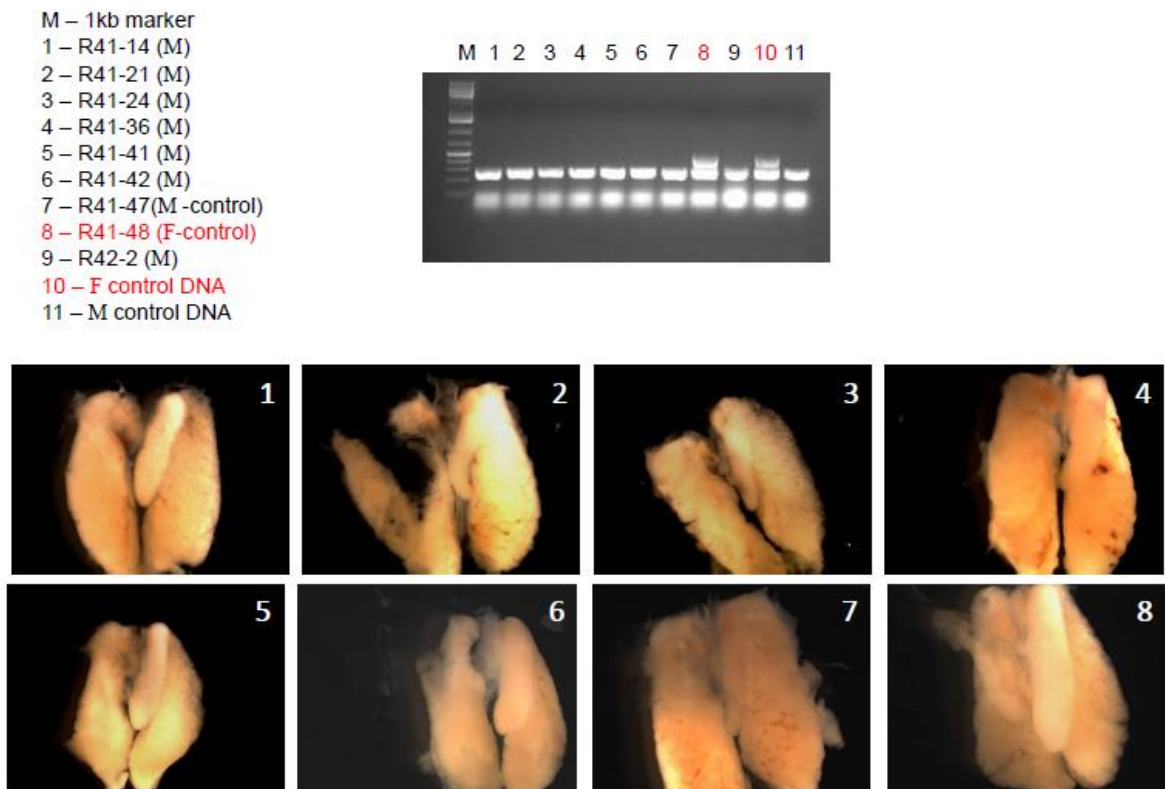 M – 1kb marker
1 – R41-14 (M)
2 – R41-21 (M)
3 – R41-24 (M)
4 – R41-36 (M)
5 – R41-41 (M)
6 – R41-42 (M)
7 – R41-47(M -control)
8 – R41-48 (F-control)
9 – R42-2 (M)
10 – F control DNA
11 – M control DNA
M 1 2 3 4 5 6 7 8 9 10 11
1 2 3 4
5 6 7 8